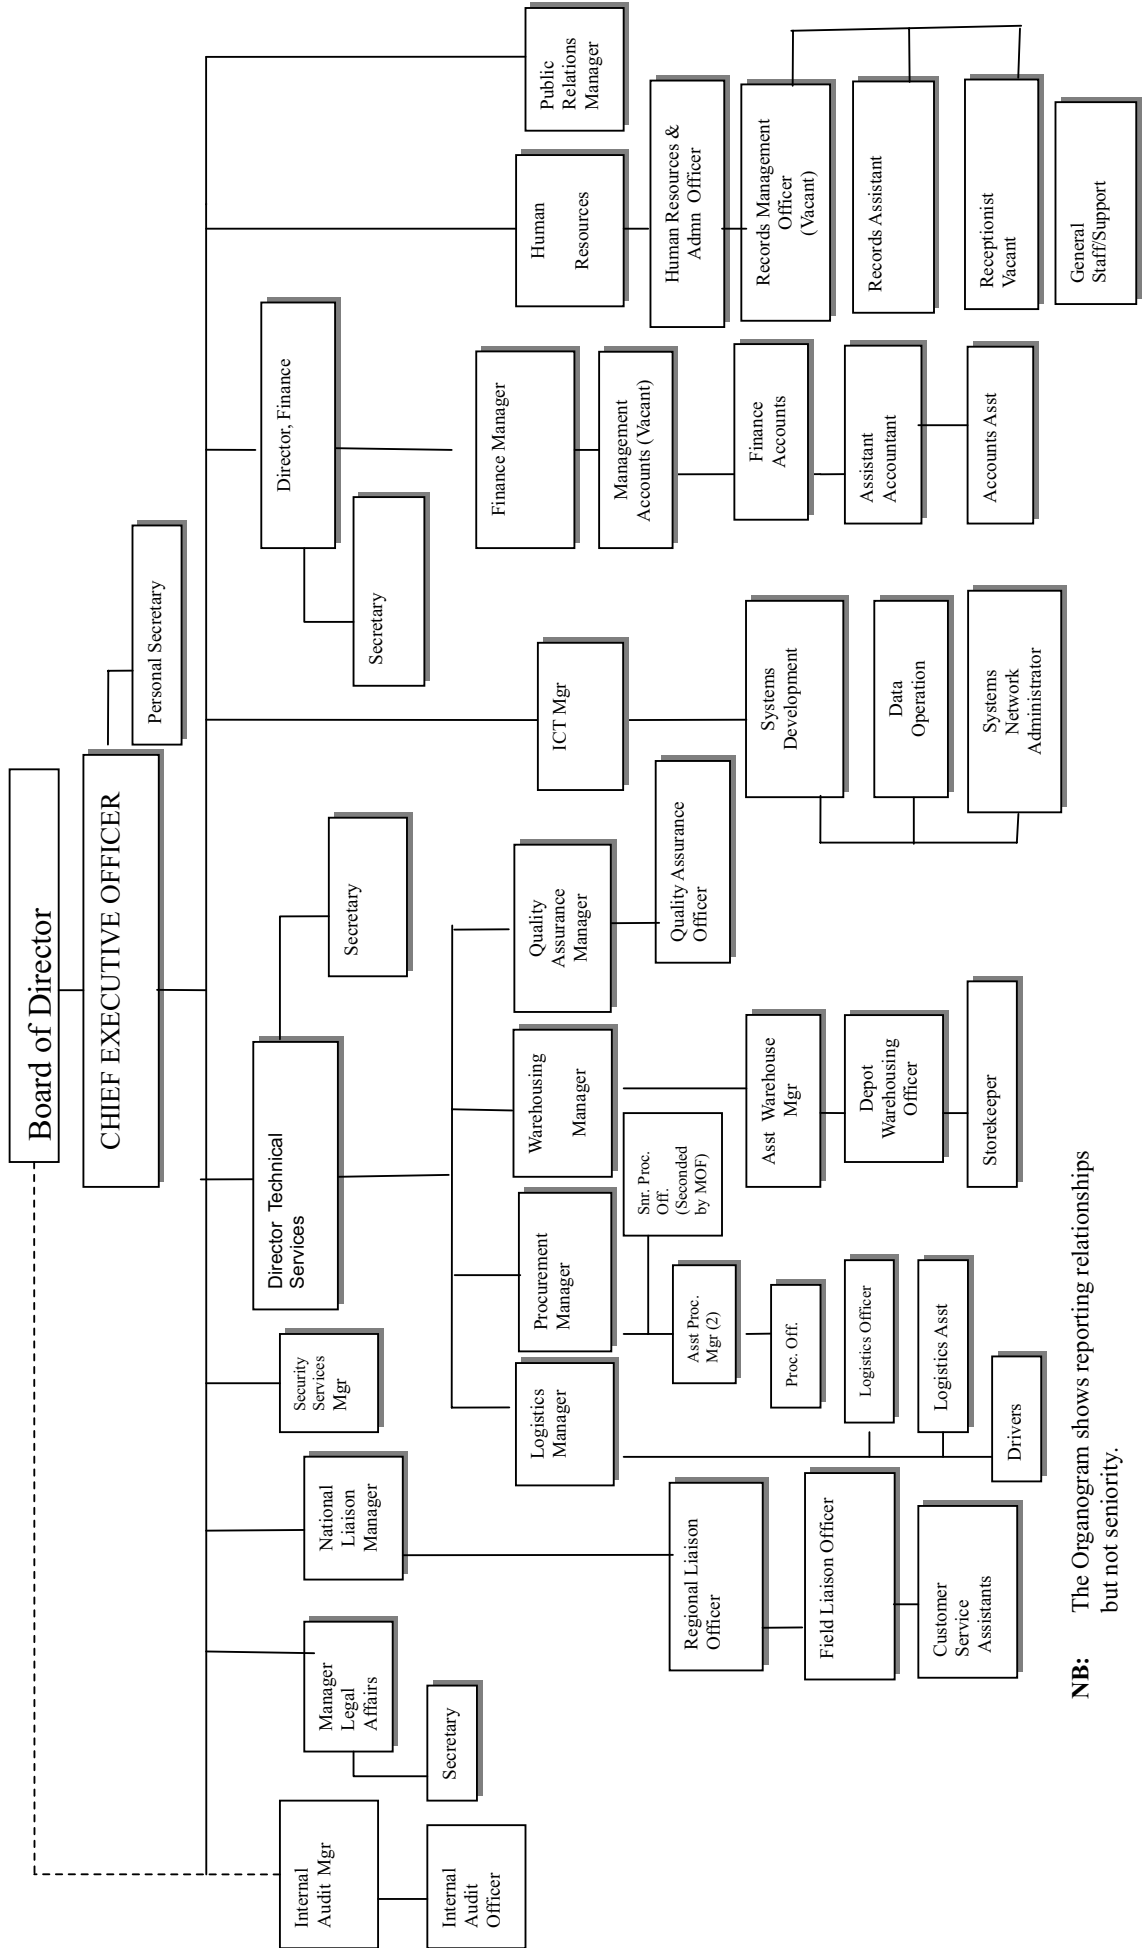 Board of Director
CHIEF EXECUTIVE OFFICER
Personal Secretary
Internal
Audit Mgr
Internal
Audit
Officer
Manager
Legal
Affairs
Secretary
National
Liaison
Manager
Regional Liaison
Officer
Field Liaison Officer
Customer
Service
Assistants
Security
Services
Mgr
Director Technical
Services
Secretary
Logistics
Manager
Logistics Officer
Logistics Asst
Drivers
Procurement
Manager
Snr. Proc.
Off.
(Seconded
by MOF)
Asst Proc.
Mgr (2)
Proc. Off.
Warehousing
Manager
Asst Warehouse
Mgr
Depot
Warehousing
Officer
Storekeeper
Quality
Assurance
Manager
Quality Assurance
Officer
ICT Mgr
Systems
Development
Data
Operation
Systems
Network
Administrator
Director, Finance
Secretary
Finance Manager
Management
Accounts (Vacant)
Finance
Accounts
Assistant
Accountant
Accounts Asst
Human
Resources
Human Resources &
Admn Officer
Records Management
Officer
(Vacant)
Records Assistant
Receptionist
Vacant
General
Staff/Support
Public
Relations
Manager
NB: The Organogram shows reporting relationships
but not seniority.